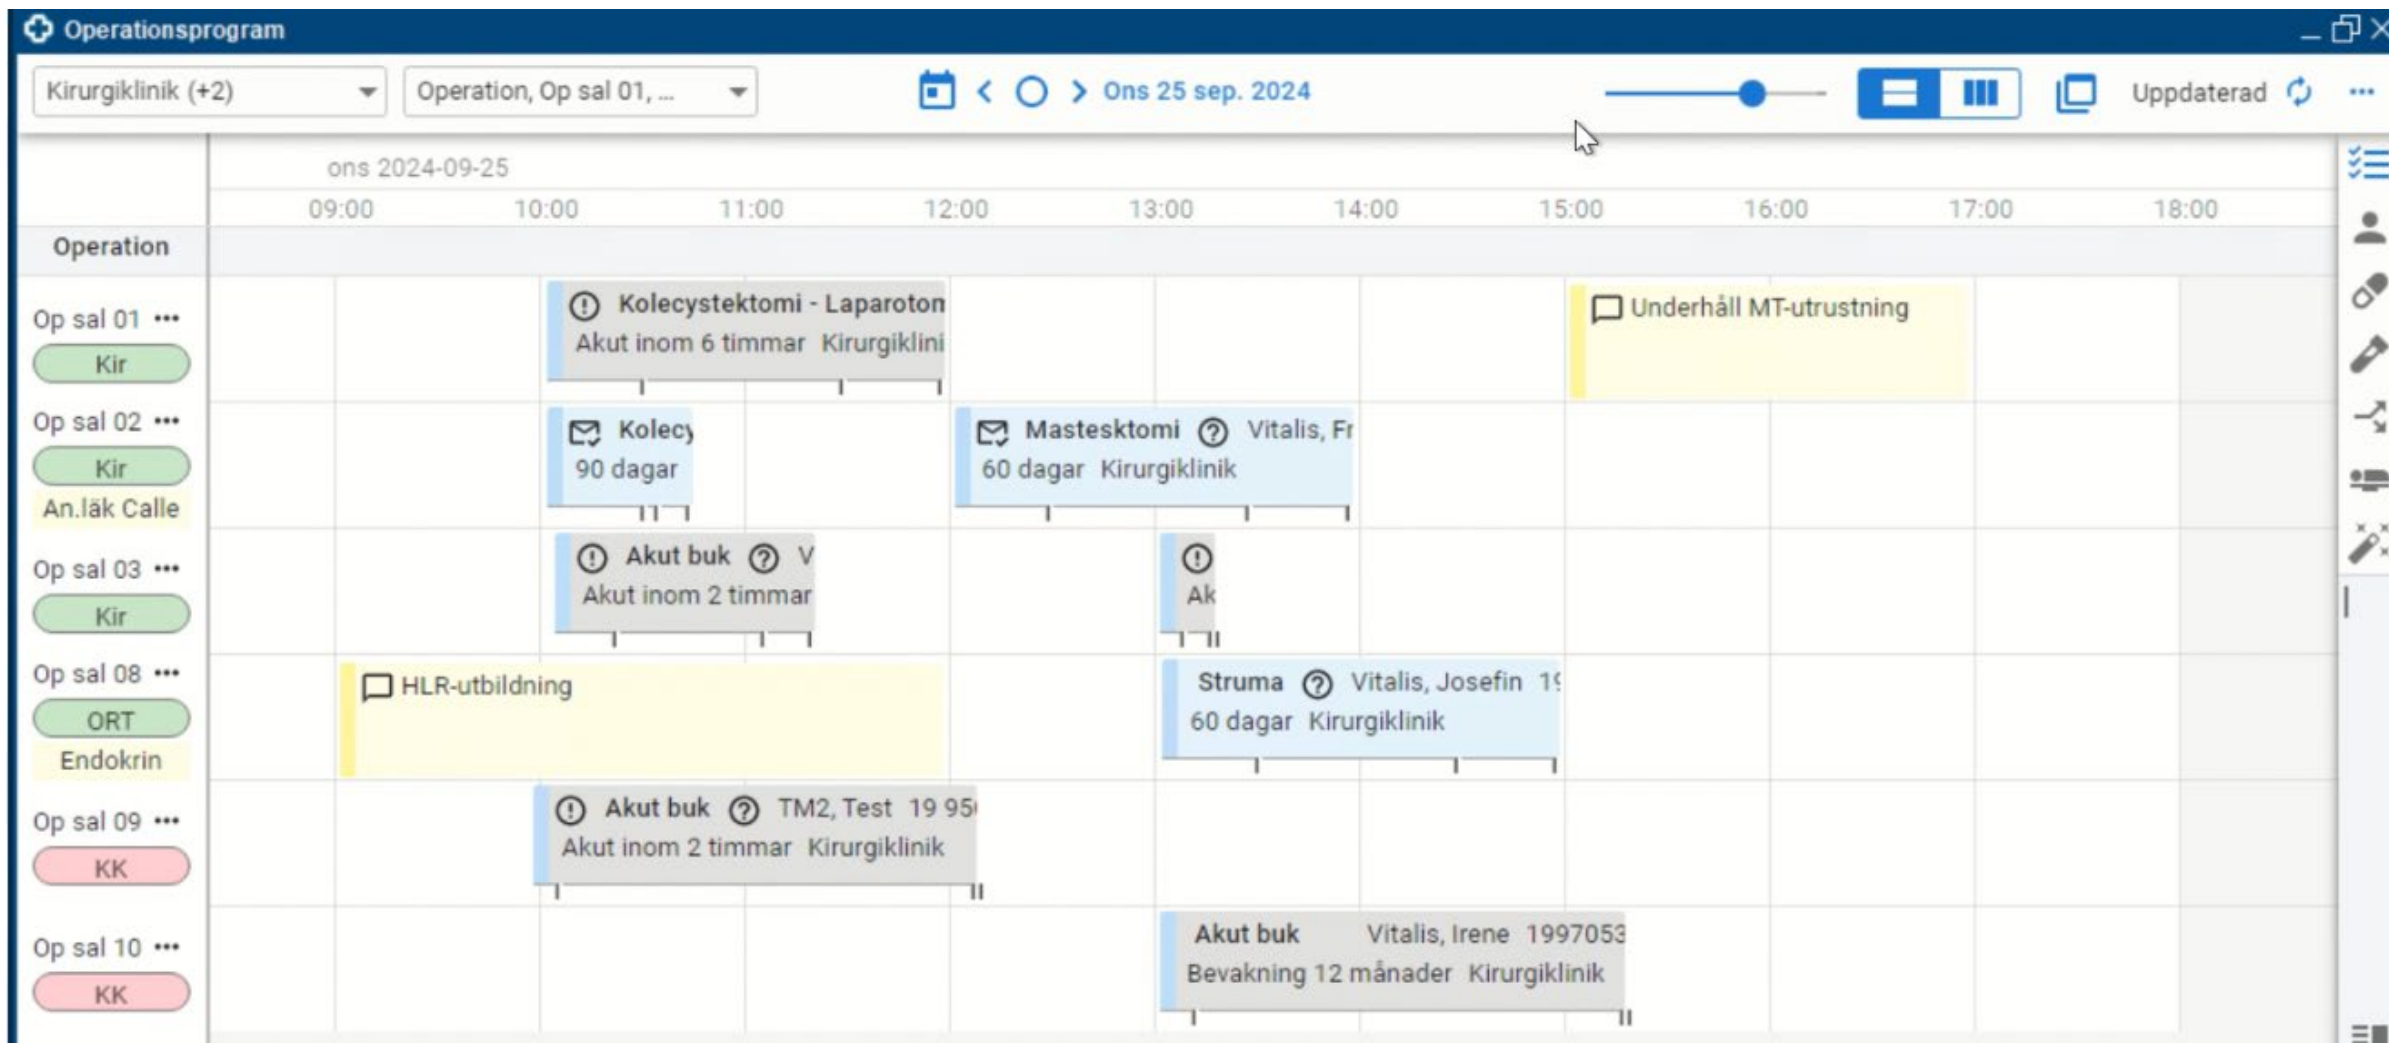 Operationsprogram
Kirurgiklinik (+2)
Operation, Op sal 01, ...
Ons 25 sep. 2024
Uppdaterad
ons 2024-09-25
09:00 10:00 11:00 12:00 13:00 14:00 15:00 16:00 17:00 18:00
Operation
Op sal 01
Kir
Kolecystektomi - Laparoton
Akut inom 6 timmar Kirurgiklini
Underhåll MT-utrustning
Op sal 02
Kir
An.läk Calle
Kolecy
90 dagar
Mastesktomi Vitalis, Fr
60 dagar Kirurgiklinik
Op sal 03
Kir
Akut buk V
Akut inom 2 timmar
Ak
Op sal 08
ORT
Endokrin
HLR-utbildning
Struma Vitalis, Josefin 19
60 dagar Kirurgiklinik
Op sal 09
KK
Akut buk TM2, Test 19 95
Akut inom 2 timmar Kirurgiklinik
Op sal 10
KK
Akut buk Vitalis, Irene 1997053
Bevakning 12 månader Kirurgiklinik